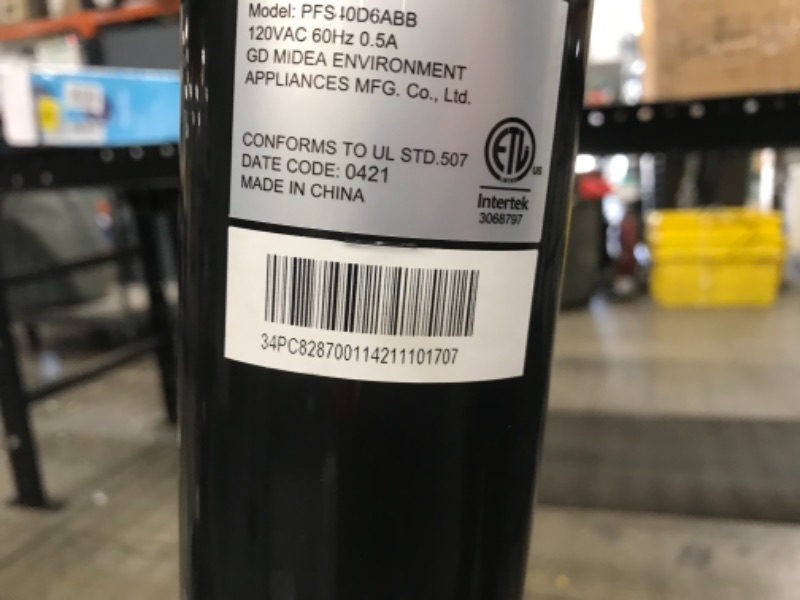 Model: PFS40D6ABB
120VAC 60Hz 0.5A
GD MIDEA ENVIRONMENT
APPLIANCES MFG. Co., Ltd.
CONFORMS TO UL STD.507
DATE CODE: 0421
MADE IN CHINA
ETL
US
Intertek
3068797
34PC828700114211101707